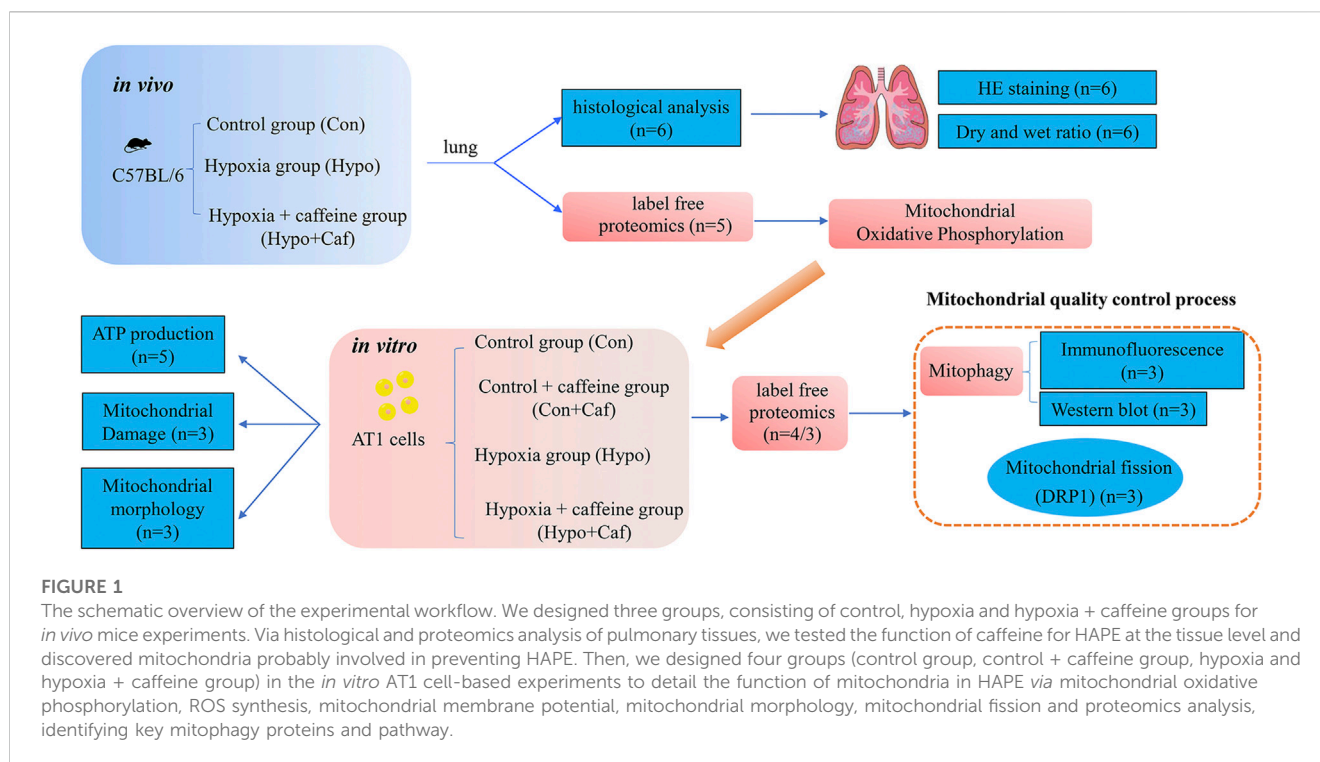 in vivo
C57BL/6
Control group (Con)
Hypoxia group (Hypo)
Hypoxia + caffeine group
(Hypo+Caf)
lung
histological analysis
(n=6)
HE staining (n=6)
Dry and wet ratio (n=6)
label free
proteomics (n=5)
Mitochondrial
Oxidative Phosphorylation
ATP production
(n=5)
Mitochondrial
Damage (n=3)
Mitochondrial
morphology
(n=3)
in vitro
AT1 cells
Control group (Con)
Control + caffeine group
(Con+Caf)
Hypoxia group (Hypo)
Hypoxia + caffeine group
(Hypo+Caf)
label free
proteomics
(n=4/3)
Mitochondrial quality control process
Mitophagy
Immunofluorescence
(n=3)
Western blot (n=3)
Mitochondrial fission
(DRP1) (n=3)
FIGURE 1
The schematic overview of the experimental workflow. We designed three groups, consisting of control, hypoxia and hypoxia + caffeine groups for
in vivo mice experiments. Via histological and proteomics analysis of pulmonary tissues, we tested the function of caffeine for HAPE at the tissue level and
discovered mitochondria probably involved in preventing HAPE. Then, we designed four groups (control group, control + caffeine group, hypoxia and
hypoxia + caffeine group) in the in vitro AT1 cell-based experiments to detail the function of mitochondria in HAPE via mitochondrial oxidative
phosphorylation, ROS synthesis, mitochondrial membrane potential, mitochondrial morphology, mitochondrial fission and proteomics analysis,
identifying key mitophagy proteins and pathway.